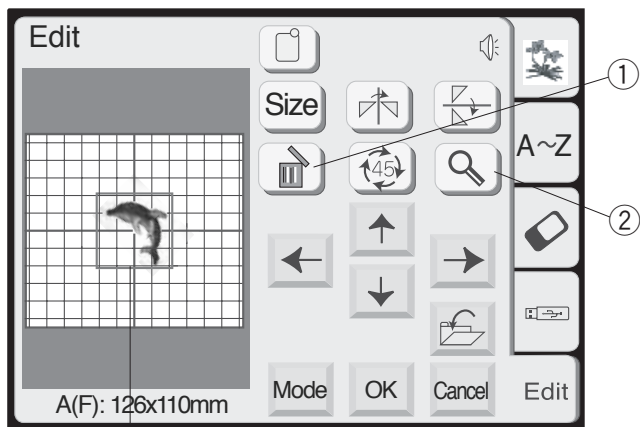 Edit
Size
①
A~Z
45
②
Mode OK Cancel Edit
A(F): 126x110mm